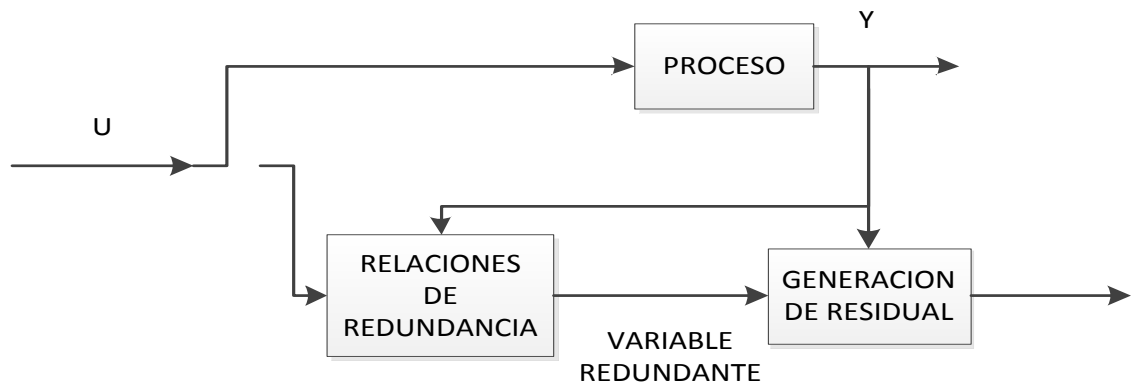 Y
PROCESO
U
RELACIONES
DE
REDUNDANCIA
GENERACION
DE RESIDUAL
VARIABLE
REDUNDANTE